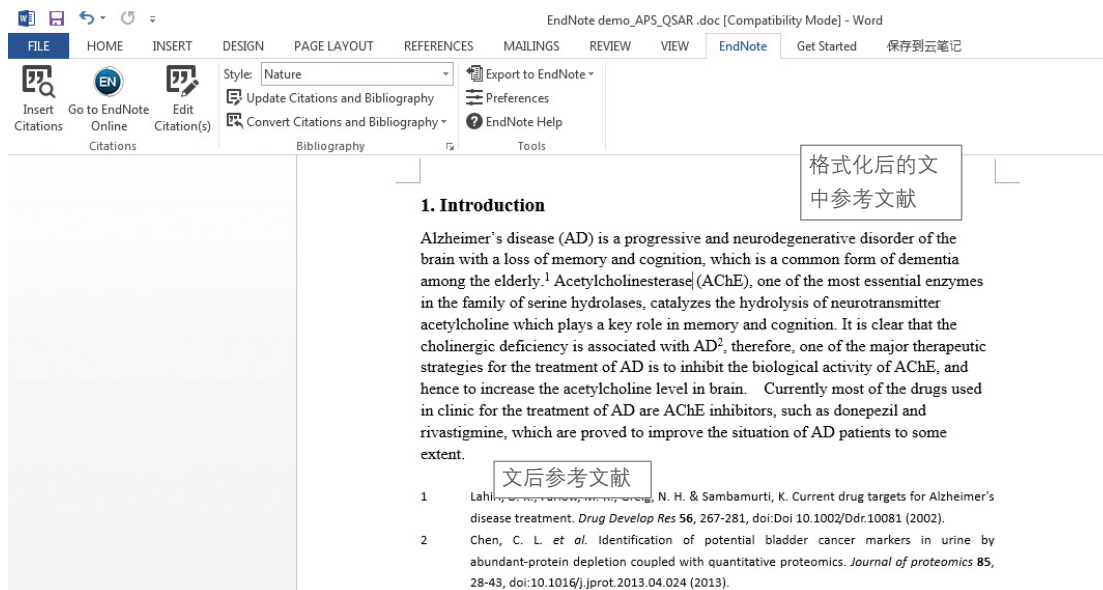 EndNote demo_APS_QSAR .doc [Compatibility Mode] - Word
FILE HOME INSERT DESIGN PAGE LAYOUT REFERENCES MAILINGS REVIEW VIEW EndNote Get Started 保存到云笔记
Style: Nature
Export to EndNote
Update Citations and Bibliography
Preferences
Insert Citations
Go to EndNote Online
Edit Citation(s)
Convert Citations and Bibliography
EndNote Help
Citations
Bibliography
Tools
格式化后的文
中参考文献
1. Introduction
Alzheimer's disease (AD) is a progressive and neurodegenerative disorder of the
brain with a loss of memory and cognition, which is a common form of dementia
among the elderly.1 Acetylcholinesterase (AChE), one of the most essential enzymes
in the family of serine hydrolases, catalyzes the hydrolysis of neurotransmitter
acetylcholine which plays a key role in memory and cognition. It is clear that the
cholinergic deficiency is associated with AD2, therefore, one of the major therapeutic
strategies for the treatment of AD is to inhibit the biological activity of AChE, and
hence to increase the acetylcholine level in brain. Currently most of the drugs used
in clinic for the treatment of AD are AChE inhibitors, such as donepezil and
rivastigmine, which are proved to improve the situation of AD patients to some
extent.
文后参考文献
1 N. H. & Sambamurti, K. Current drug targets for Alzheimer's
disease treatment. Drug Develop Res 56, 267-281, doi:Doi 10.1002/Ddr.10081 (2002).
2 Chen, C. L. et al. Identification of potential bladder cancer markers in urine by
abundant-protein depletion coupled with quantitative proteomics. Journal of proteomics 85,
28-43, doi:10.1016/j.jprot.2013.04.024 (2013).